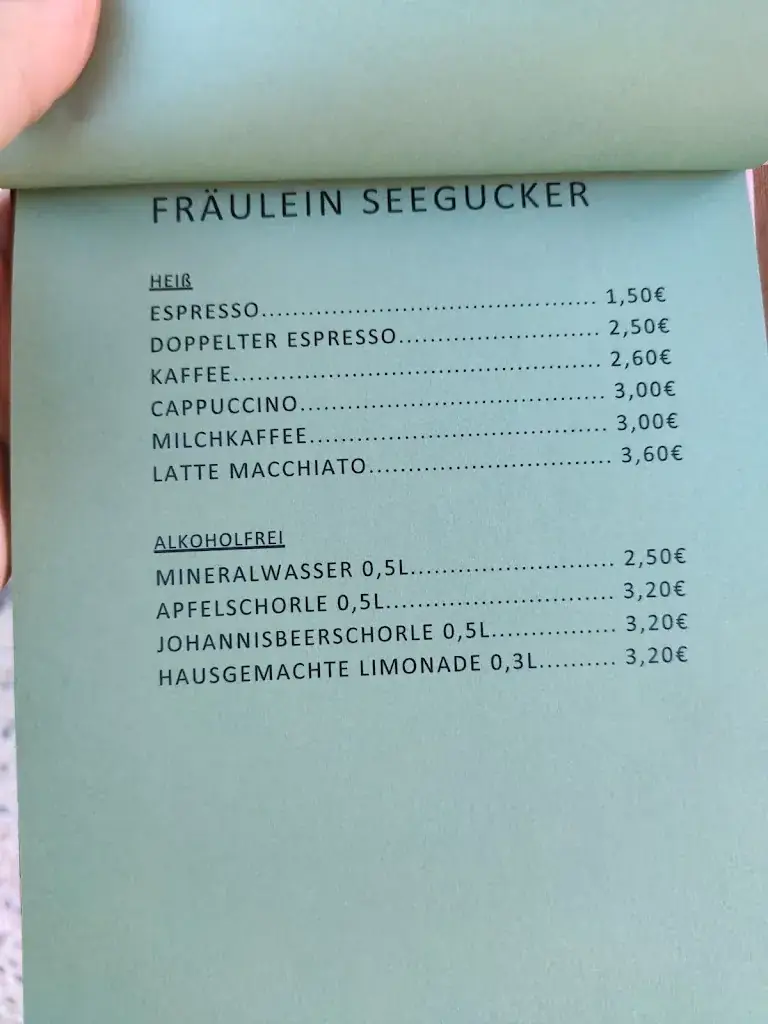 FRÄULEIN SEEGUCKER
HEIß
ESPRESSO.......................................... 1,50€
DOPPELTER ESPRESSO......................... 2,50€
KAFFEE.............................................. 2,60€
CAPPUCCINO...................................... 3,00€
MILCHKAFFEE..................................... 3,00€
LATTE MACCHIATO............................... 3,60€
ALKOHOLFREI
MINERALWASSER 0,5L.......................... 2,50€
APFELSCHORLE 0,5L............................. 3,20€
JOHANNISBEERSCHORLE 0,5L................ 3,20€
HAUSGEMACHTE LIMONADE 0,3L.......... 3,20€